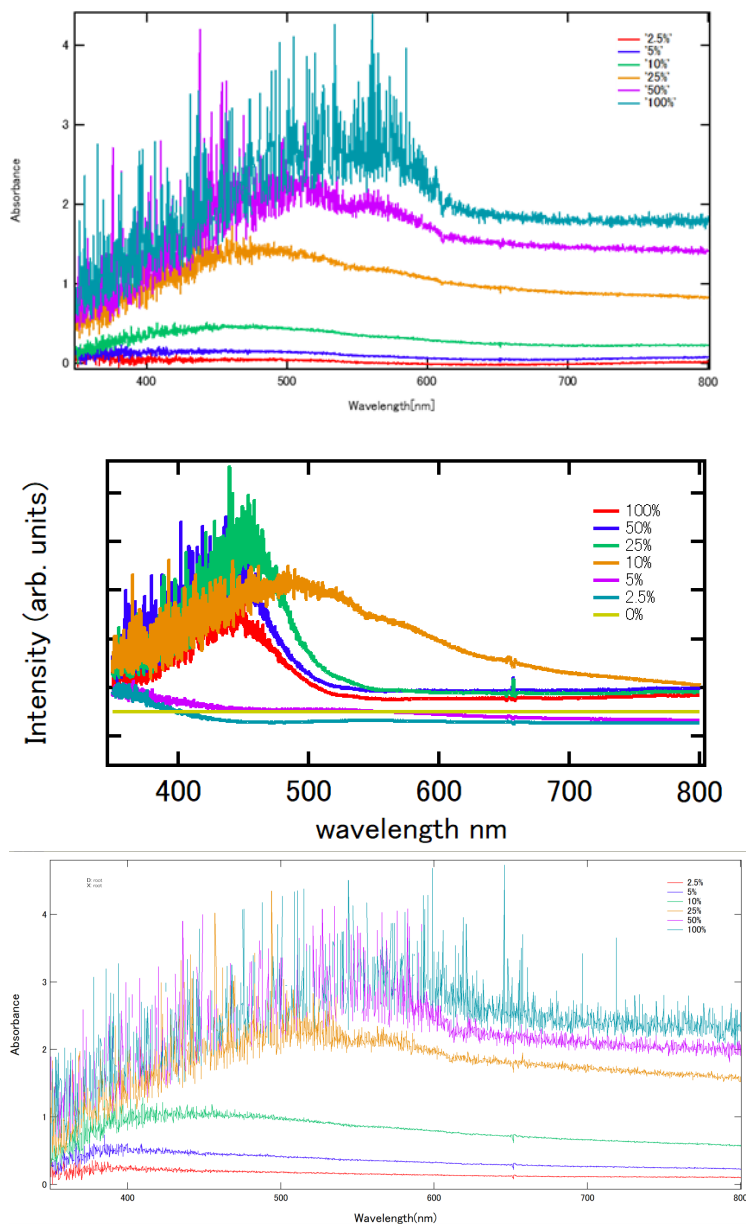 4
3
2
1
0
Absorbance
"2.5%"
"5%"
"10%"
"25%"
"50%"
"100%"
400 500 600 700 800
Wavelength[nm]
Intensity (arb. units)
100%
50%
25%
10%
5%
2.5%
0%
400 500 600 700 800
wavelength nm
D: root
X: root
2.5%
5%
10%
25%
50%
100%
4
3
2
1
0
Absorbance
400 500 600 700 800
Wavelength(nm)